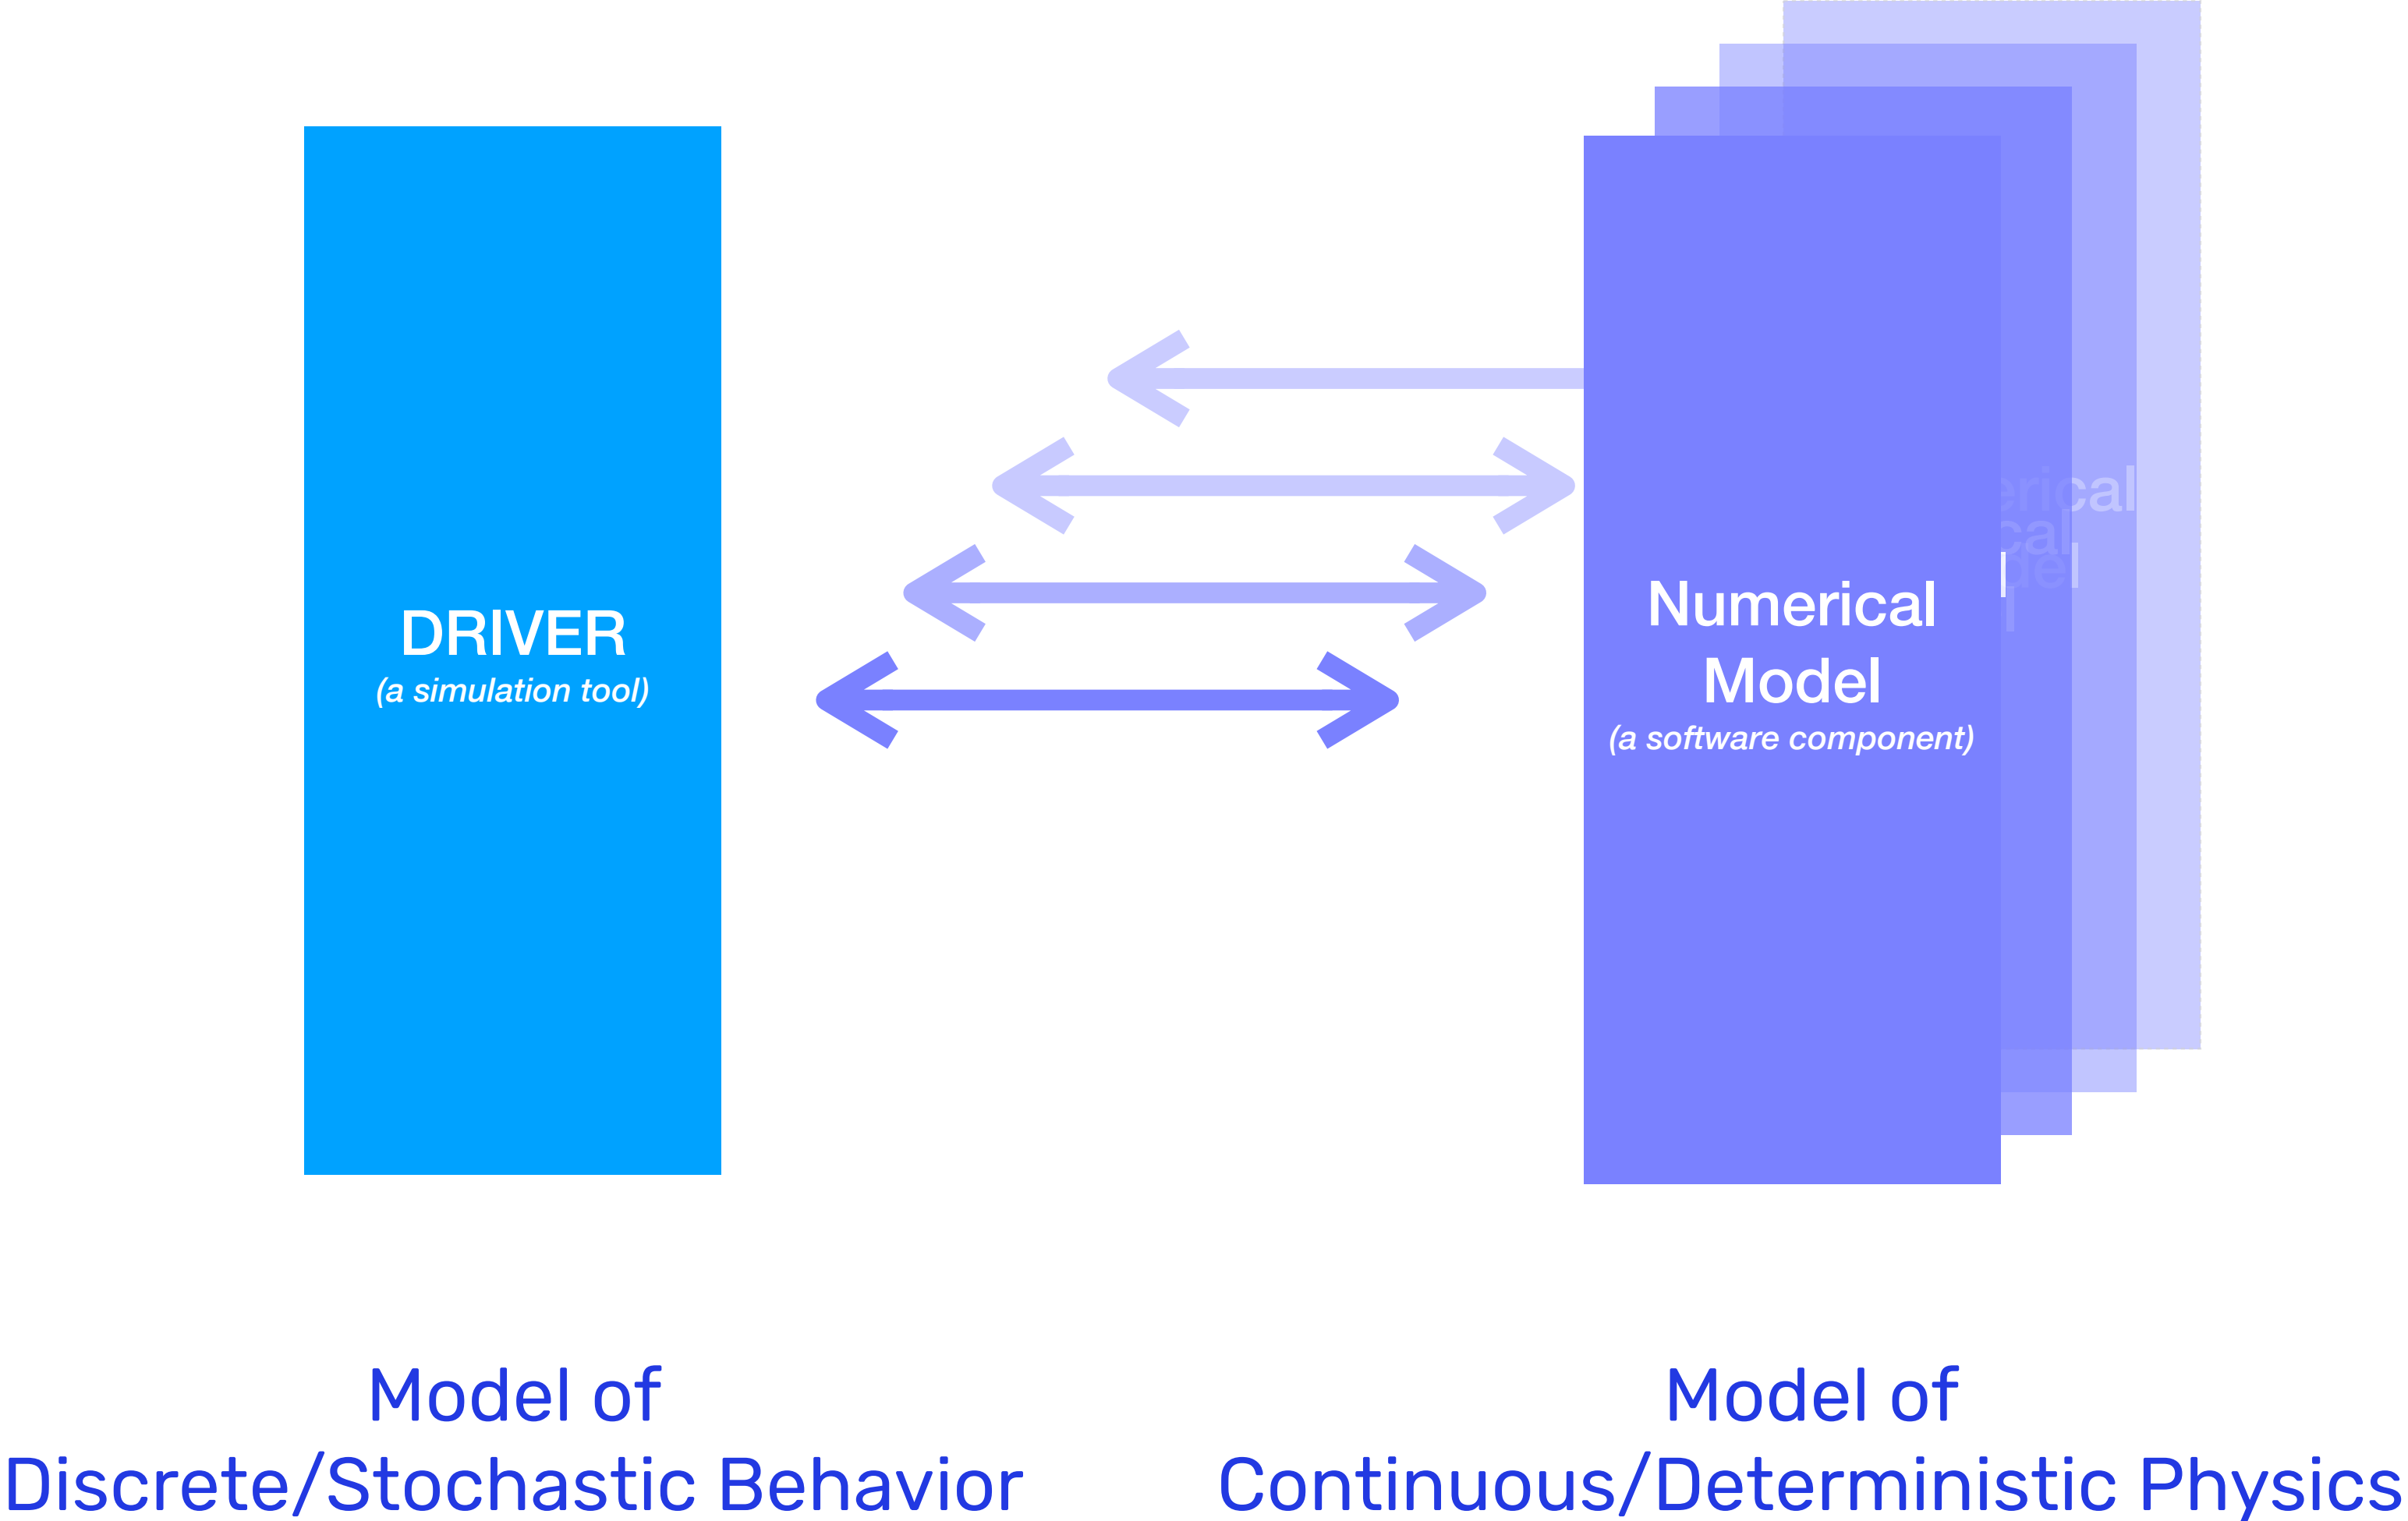 DRIVER
(a simulation tool)
Numerical
Model
(a software component)
Model of
Discrete/Stochastic Behavior
Model of
Continuous/Deterministic Physics